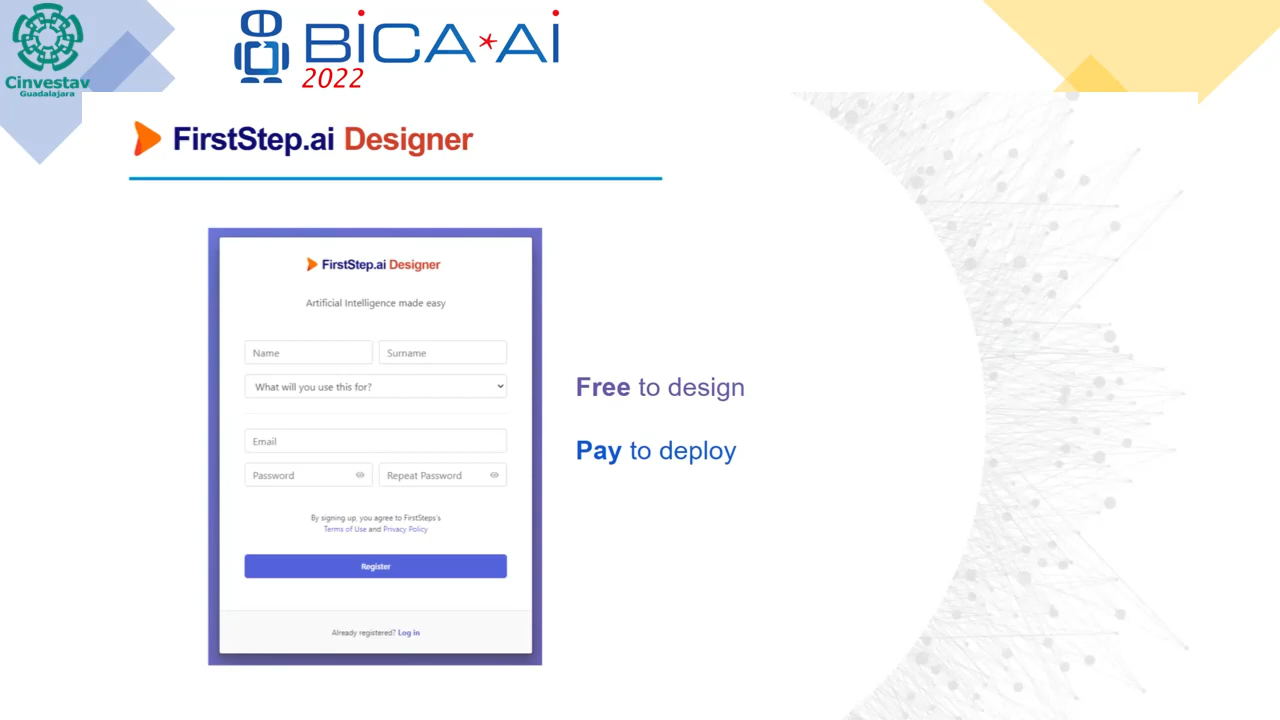 Cinvestav
Guadalajara
BiCA*Ai
2022
FirstStep.ai Designer
FirstStep.ai Designer
Artificial Intelligence made easy
Name
Surname
What will you use this for?
Email
Password
Repeat Password
By signing up, you agree to FirstSteps's
Terms of Use and Privacy Policy
Register
Already registered? Log in
Free to design
Pay to deploy